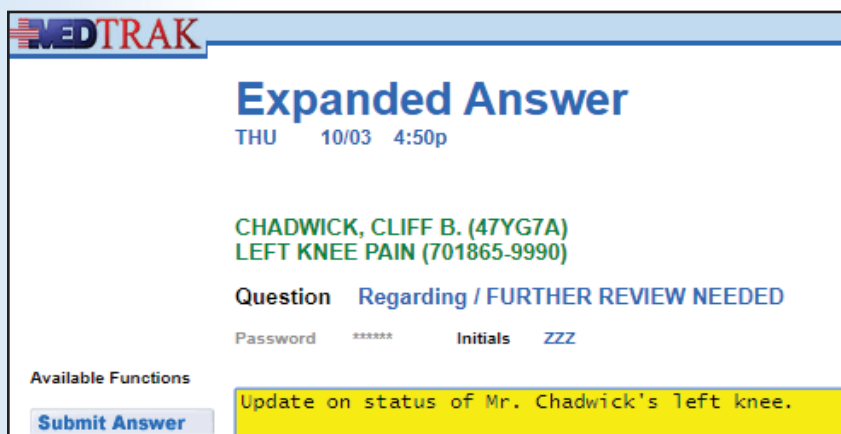 MEDTRAK
Expanded Answer
THU 10/03 4:50p
CHADWICK, CLIFF B. (47YG7A)
LEFT KNEE PAIN (701865-9990)
Question Regarding / FURTHER REVIEW NEEDED
Password ****** Initials ZZZ
Available Functions
Update on status of Mr. Chadwick's left knee.
Submit Answer